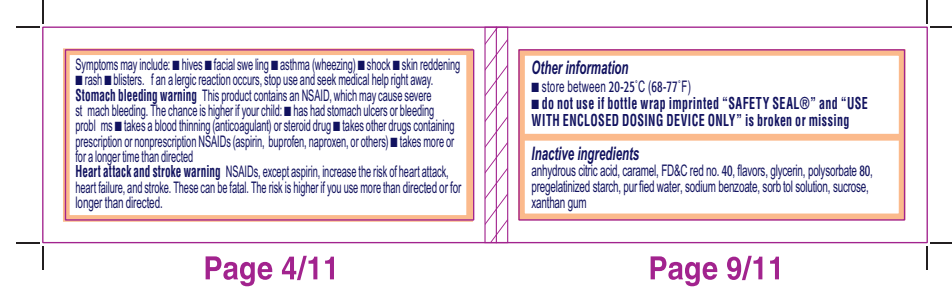 Symptoms may include: ■ hives ■ facial swe ling ■ asthma (wheezing) ■ shock ■ skin reddening
■ rash ■ blisters.  f an a lergic reaction occurs, stop use and seek medical help right away.
Stomach bleeding warning This product contains an NSAID, which may cause severe
st mach bleeding. The chance is higher if your child: ■ has had stomach ulcers or bleeding
probl ms ■ takes a blood thinning (anticoagulant) or steroid drug ■ takes other drugs containing
prescription or nonprescription NSAIDs (aspirin,  buprofen, naproxen, or others) ■ takes more or
for a longer time than directed
Heart attack and stroke warning NSAIDs, except aspirin, increase the risk of heart attack,
heart failure, and stroke. These can be fatal. The risk is higher if you use more than directed or for
longer than directed.
Page 4/11
Other information
■ store between 20-25°C (68-77°F)
■ do not use if bottle wrap imprinted “SAFETY SEAL®” and “USE
WITH ENCLOSED DOSING DEVICE ONLY” is broken or missing
Inactive ingredients
anhydrous citric acid, caramel, FD&C red no. 40, flavors, glycerin, polysorbate 80,
pregelatinized starch, pur fied water, sodium benzoate, sorb tol solution, sucrose,
xanthan gum
Page 9/11